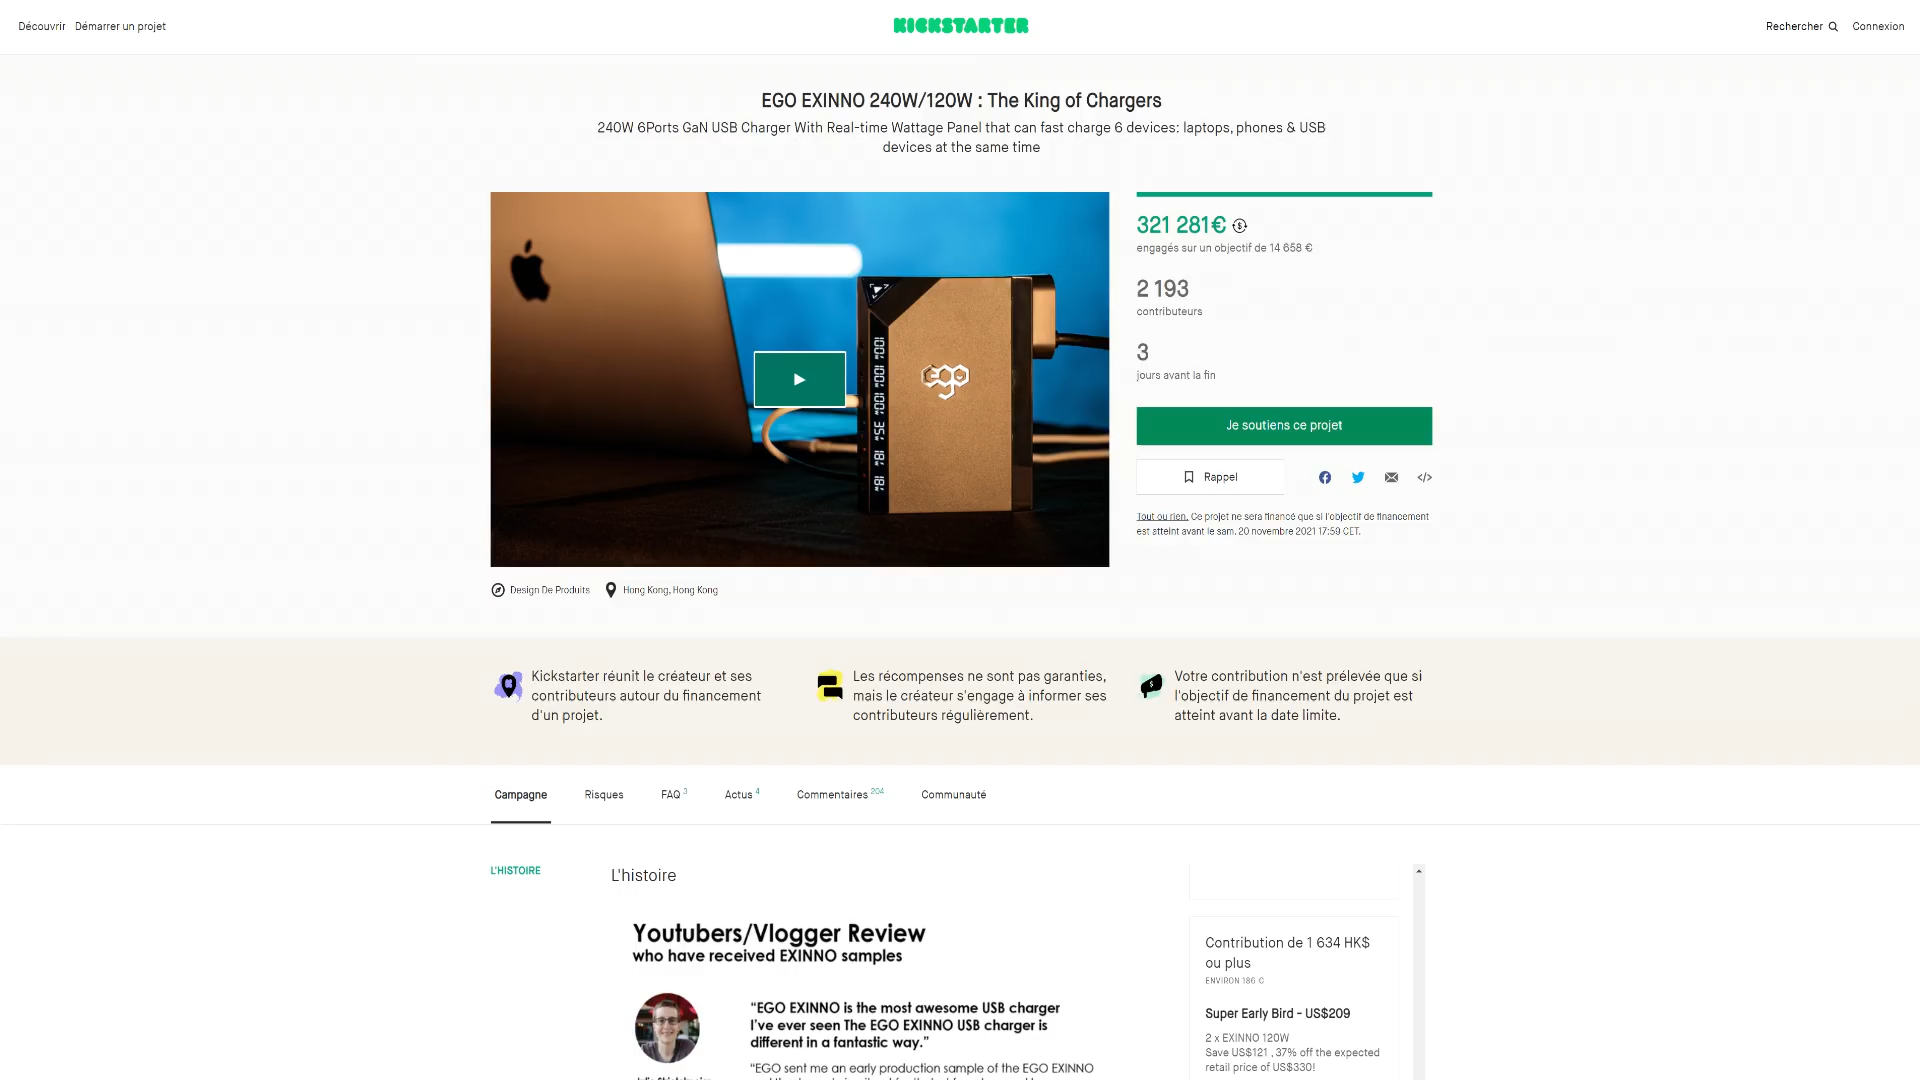 Découvrir Démarrer un projet
KICKSTARTER
Rechercher Connexion
EGO EXINNO 240W/120W : The King of Chargers
240W 6Ports GaN USB Charger With Real-time Wattage Panel that can fast charge 6 devices: laptops, phones & USB
devices at the same time
100W 100W 100W 35W 18W 18W
ego
321 281€
engagés sur un objectif de 14 658 €
2 193
contributeurs
3
jours avant la fin
Je soutiens ce projet
Rappel
Tout ou rien. Ce projet ne sera financé que si l'objectif de financement
est atteint avant le sam. 20 novembre 2021 17:59 CET.
Design De Produits Hong Kong, Hong Kong
Kickstarter réunit le créateur et ses
contributeurs autour du financement
d'un projet.
Les récompenses ne sont pas garanties,
mais le créateur s'engage à informer ses
contributeurs régulièrement.
Votre contribution n'est prélevée que si
l'objectif de financement du projet est
atteint avant la date limite.
Campagne Risques FAQ 3 Actus 4 Commentaires 204 Communauté
L'HISTOIRE
L'histoire
Youtubers/Vlogger Review
who have received EXINNO samples
“EGO EXINNO is the most awesome USB charger
I’ve ever seen The EGO EXINNO USB charger is
different in a fantastic way.”
“EGO sent me an early production sample of the EGO EXINNO
Contribution de 1 634 HK$
ou plus
ENVIRON 186 €
Super Early Bird - US$209
2 x EXINNO 120W
Save US$121 , 37% off the expected
retail price of US$330!